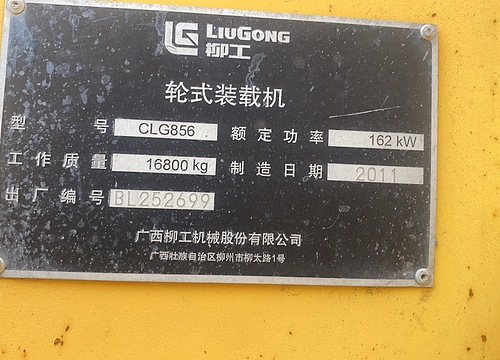 LG LIUGONG
柳工
轮式装载机
型号 CLG856 额定功率 162 kW
工作质量 16800 kg 制造日期 2011
出厂编号 BL252699
广西柳工机械股份有限公司
广西壮族自治区柳州市柳太路1号